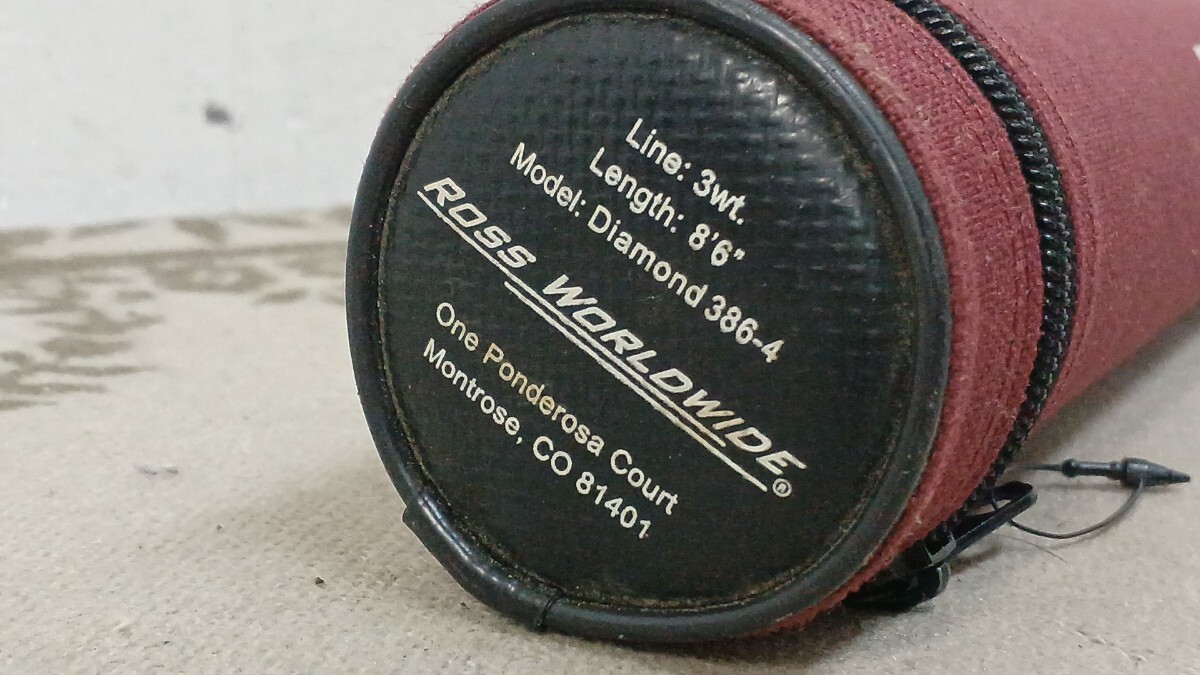 Line: 3wt.
Length: 8'6"
Model: Diamond 386-4
ROSS WORLDWIDE®
One Ponderosa Court
Montrose, CO 81401